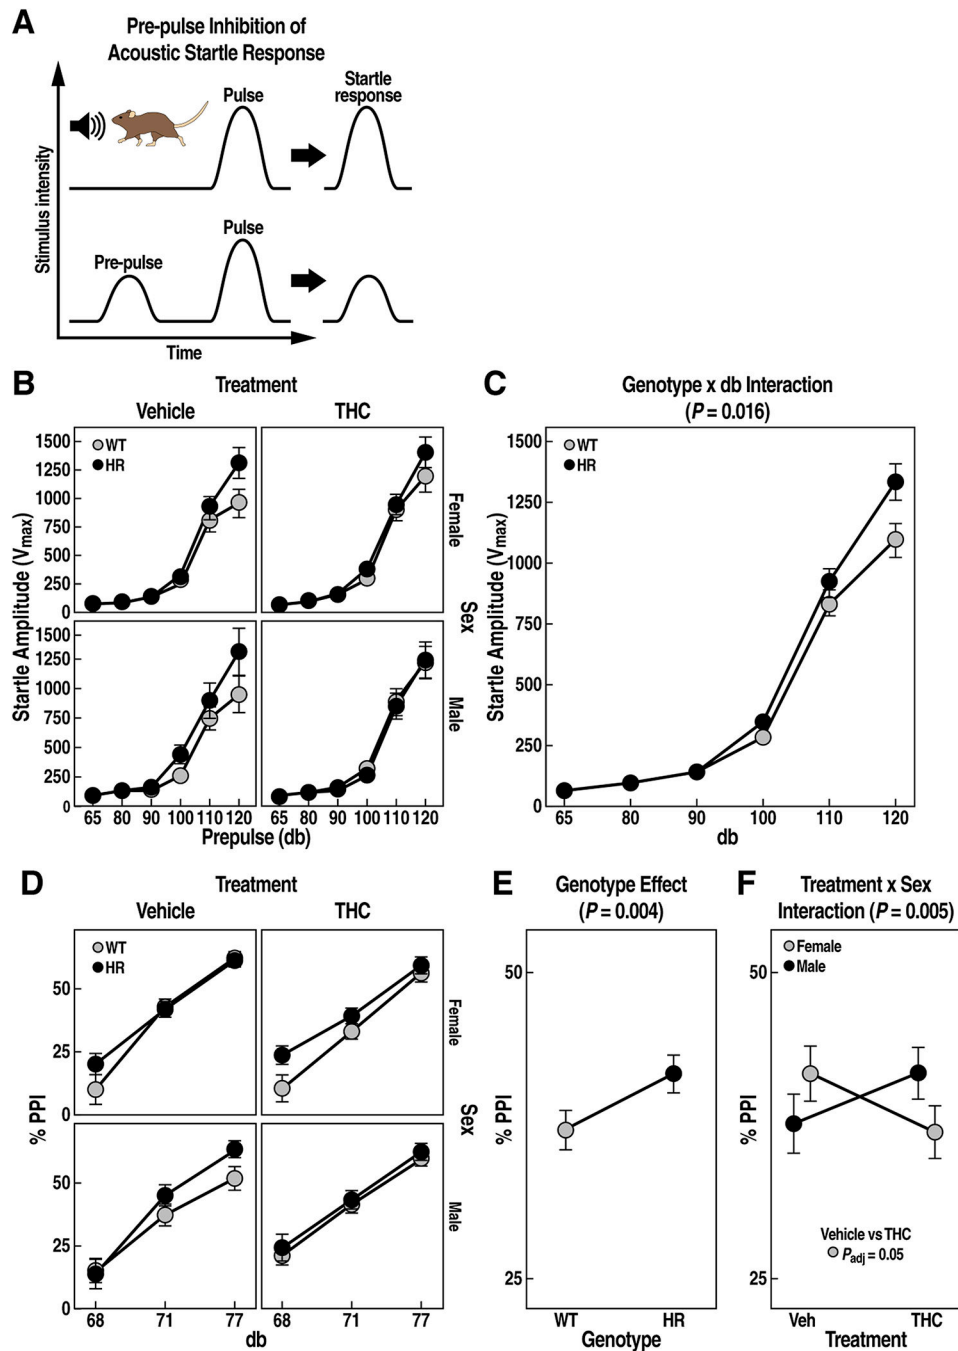 A
Pre-pulse Inhibition of
Acoustic Startle Response
Stimulus intensity
Pulse
Startle
response
Pulse
Pre-pulse
Time
B
Treatment
Vehicle
THC
Startle Amplitude (Vmax)
WT
HR
1500
1250
1000
750
500
250
0
Female
1500
1250
1000
750
500
250
0
Male
Sex
65 80 90 100 110 120
65 80 90 100 110 120
Prepulse (db)
C
Genotype x db Interaction
(P = 0.016)
Startle Amplitude (Vmax)
WT
HR
1500
1250
1000
750
500
250
0
65 80 90 100 110 120
db
D
Treatment
Vehicle
THC
% PPI
WT
HR
50
25
0
Female
50
25
0
Male
Sex
68 71 77
68 71 77
db
E
Genotype Effect
(P = 0.004)
% PPI
50
25
WT HR
Genotype
F
Treatment x Sex
Interaction (P = 0.005)
% PPI
Female
Male
50
25
Vehicle vs THC
Padj = 0.05
Veh THC
Treatment